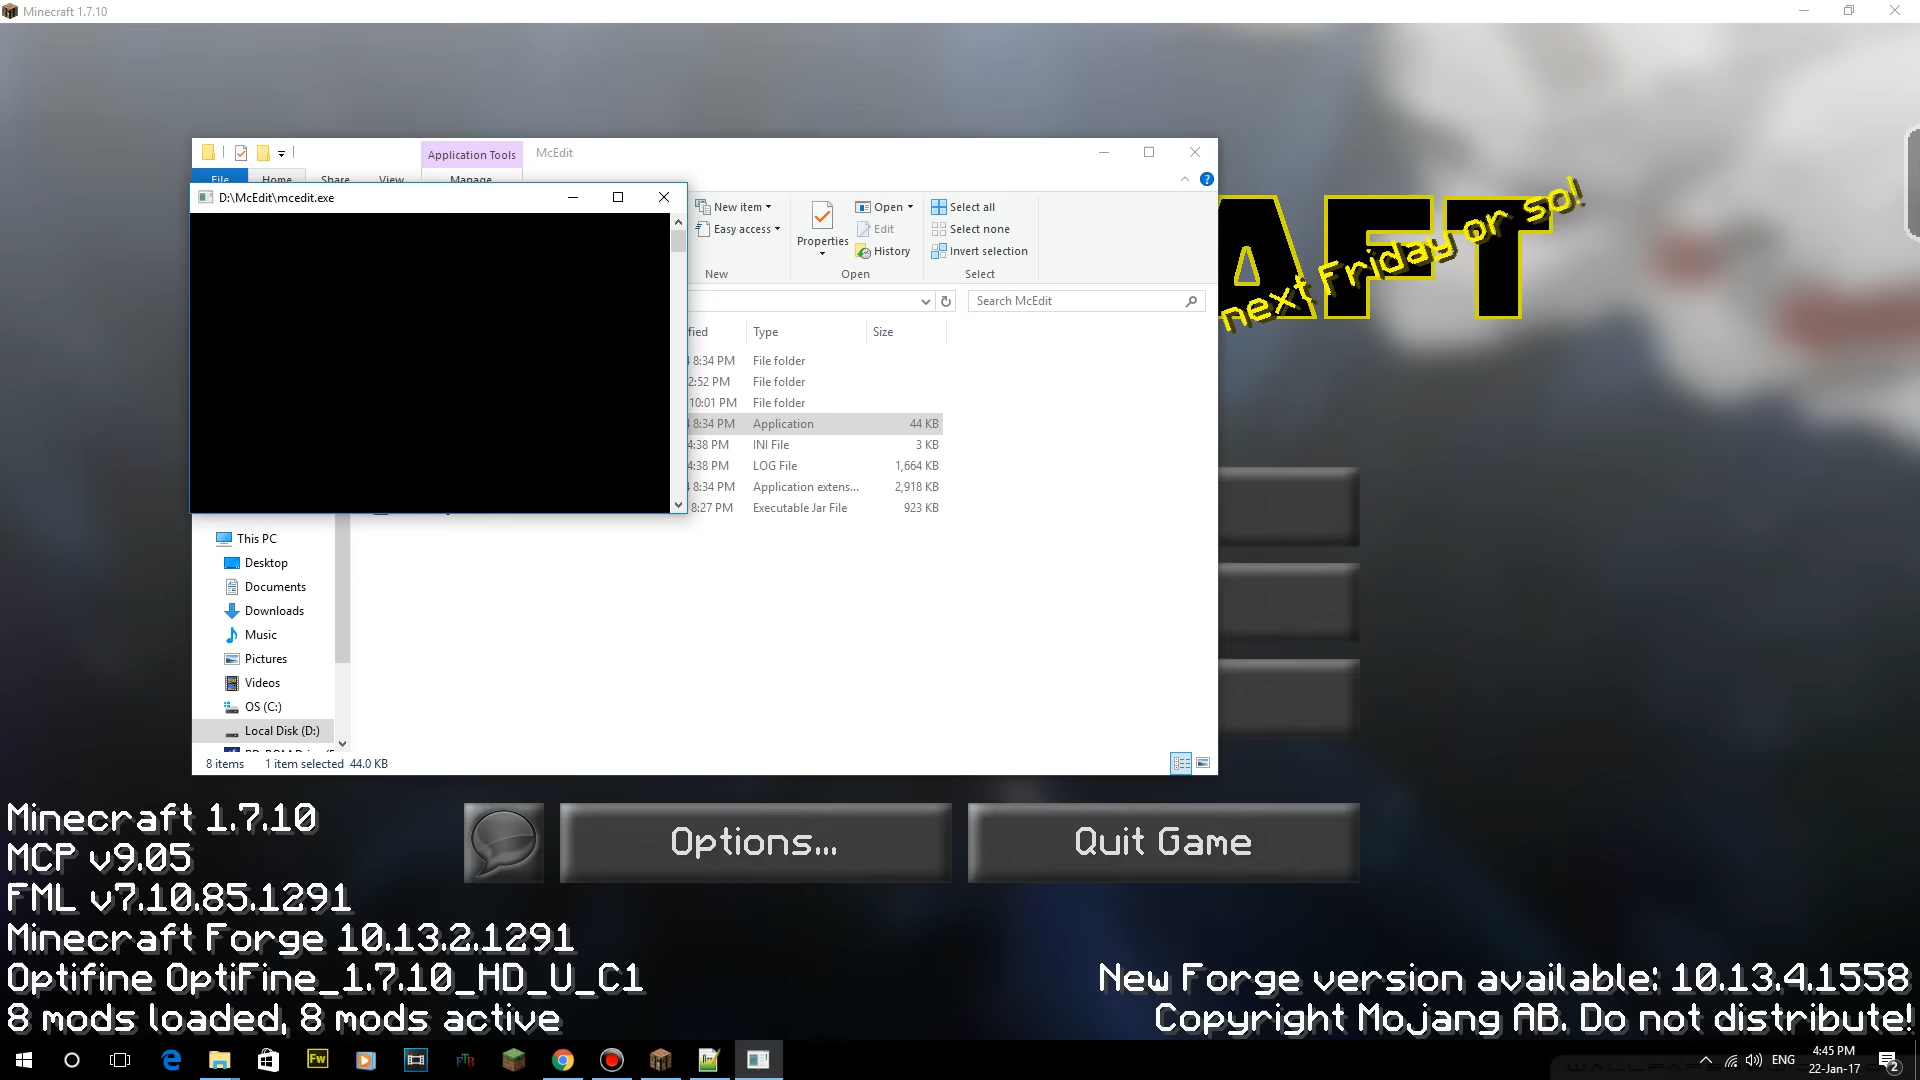 Minecraft 1.7.10
Application Tools
McEdit
File
Home
Share
View
Manage
D:\McEdit\mcedit.exe
New item
Easy access
New
Properties
Open
Edit
History
Open
Select all
Select none
Invert selection
Select
Search McEdit
Type
Size
8:34 PM File folder
2:52 PM File folder
10:01 PM File folder
8:34 PM Application 44 KB
4:38 PM INI File 3 KB
4:38 PM LOG File 1,664 KB
8:34 PM Application extens... 2,918 KB
8:27 PM Executable Jar File 923 KB
This PC
Desktop
Documents
Downloads
Music
Pictures
Videos
OS (C:)
Local Disk (D:)
8 items 1 item selected 44.0 KB
AFT
next Friday or so!
Options...
Quit Game
Minecraft 1.7.10
MCP v9.05
FML v7.10.85.1291
Minecraft Forge 10.13.2.1291
Optifine OptiFine_1.7.10_HD_U_C1
8 mods loaded, 8 mods active
New Forge version available: 10.13.4.1558
Copyright Mojang AB. Do not distribute!
Fw
FTB
ENG
4:45 PM
22-Jan-17
2